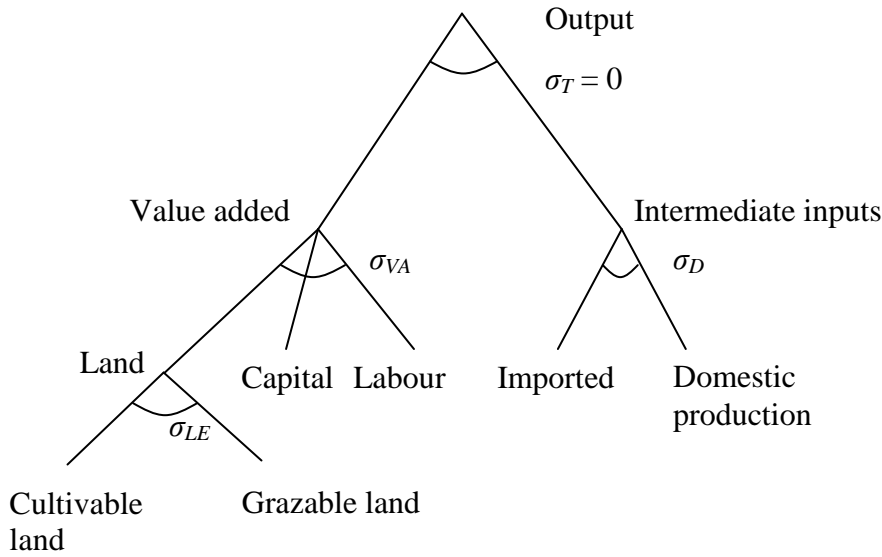 Output
σT = 0
Value added
Intermediate inputs
σVA
σD
Land
Capital
Labour
Imported
Domestic
production
σLE
Cultivable
land
Grazable land